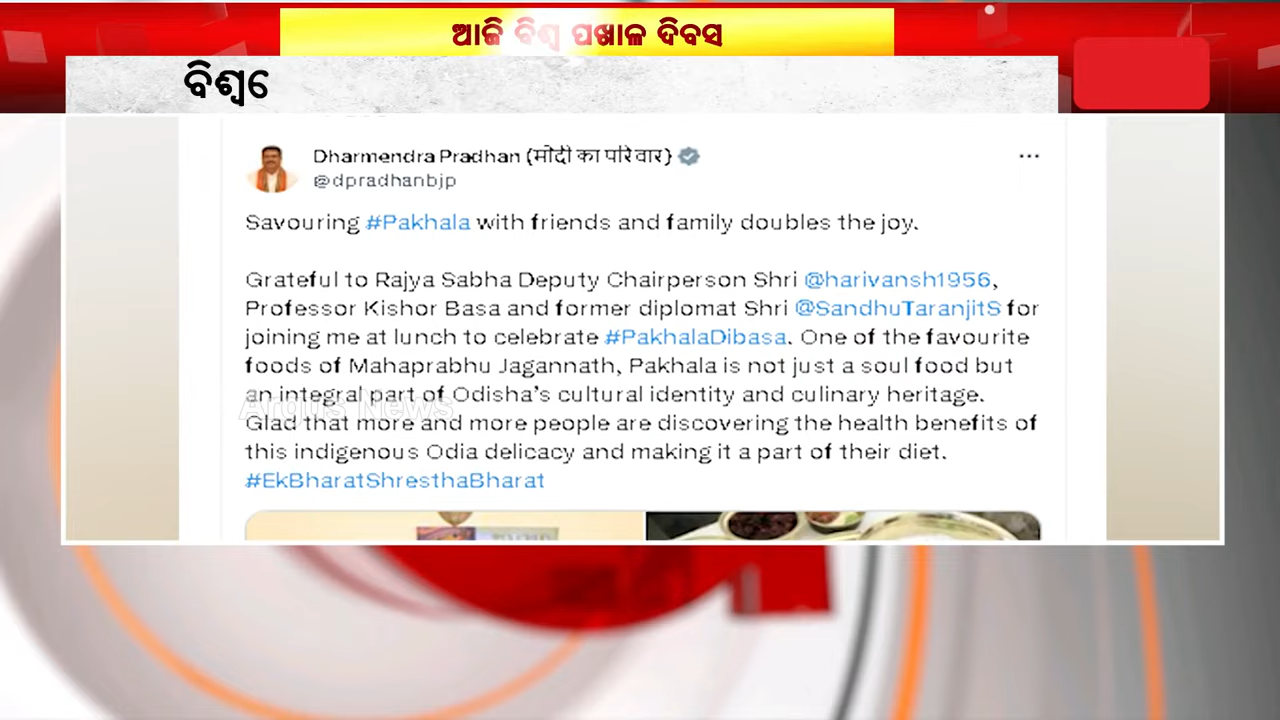 ଆଜି ବିଶ୍ୱ ପଖାଳ ଦିବସ
ବିଶ୍ୱେ
Dharmendra Pradhan (मोदी का परिवार)
@dpradhanbjp
Savouring #Pakhala with friends and family doubles the joy.
Grateful to Rajya Sabha Deputy Chairperson Shri @harivansh1956,
Professor Kishor Basa and former diplomat Shri @SandhuTaranjitS for
joining me at lunch to celebrate #PakhalaDibasa. One of the favourite
foods of Mahaprabhu Jagannath, Pakhala is not just a soul food but
an integral part of Odisha's cultural identity and culinary heritage.
Argus News
Glad that more and more people are discovering the health benefits of
this indigenous Odia delicacy and making it a part of their diet.
#EkBharatShresthaBharat